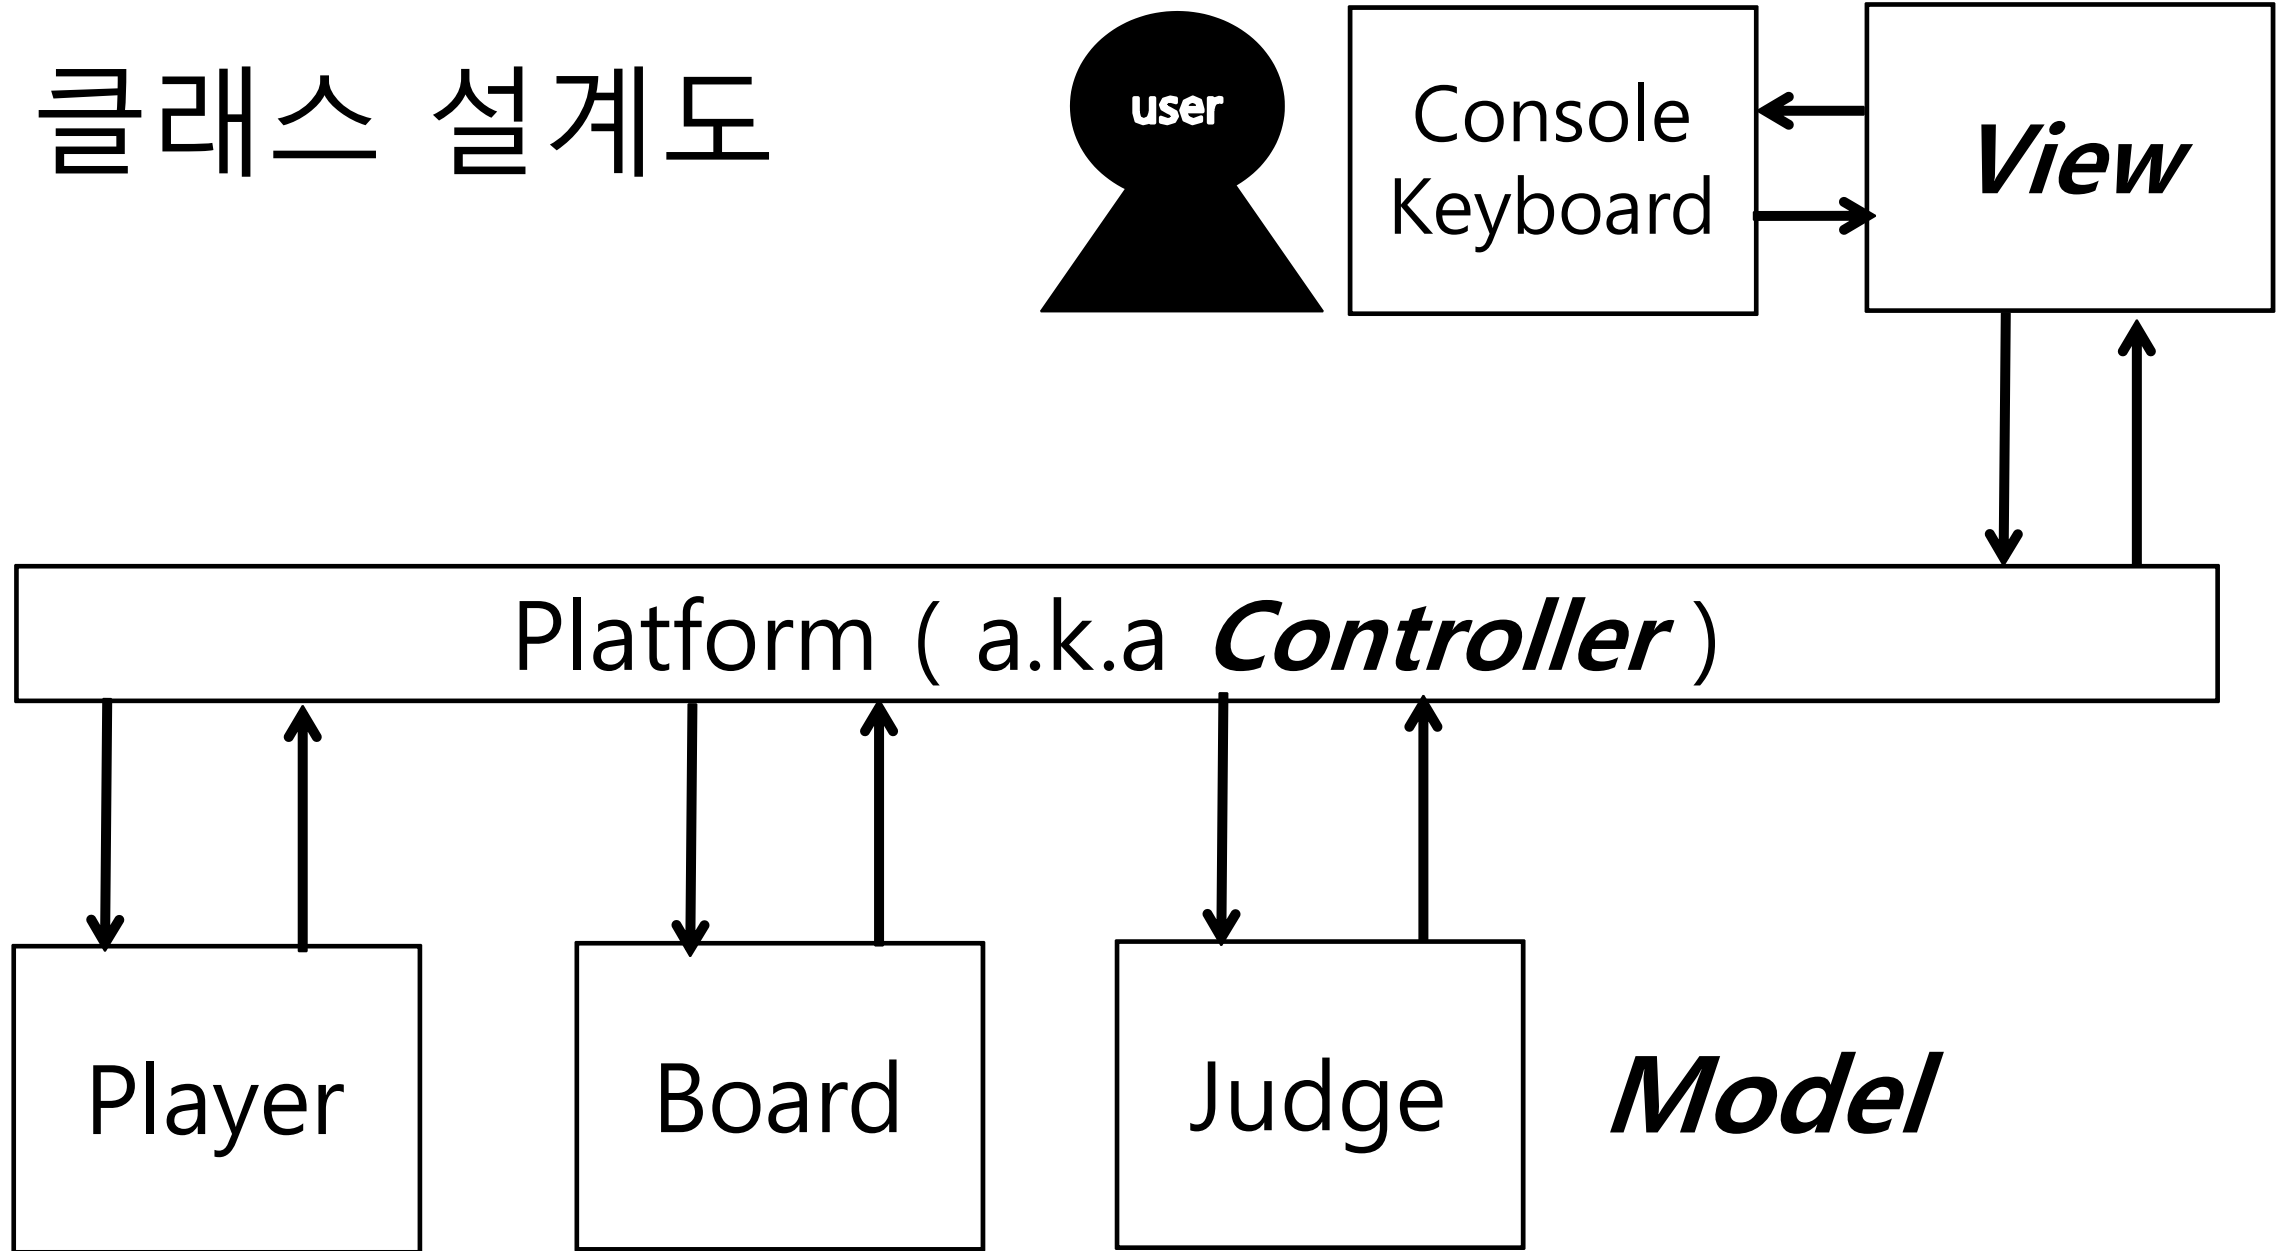 클래스 설계도
user
Console
Keyboard
View
Platform ( a.k.a Controller )
Player
Board
Judge
Model